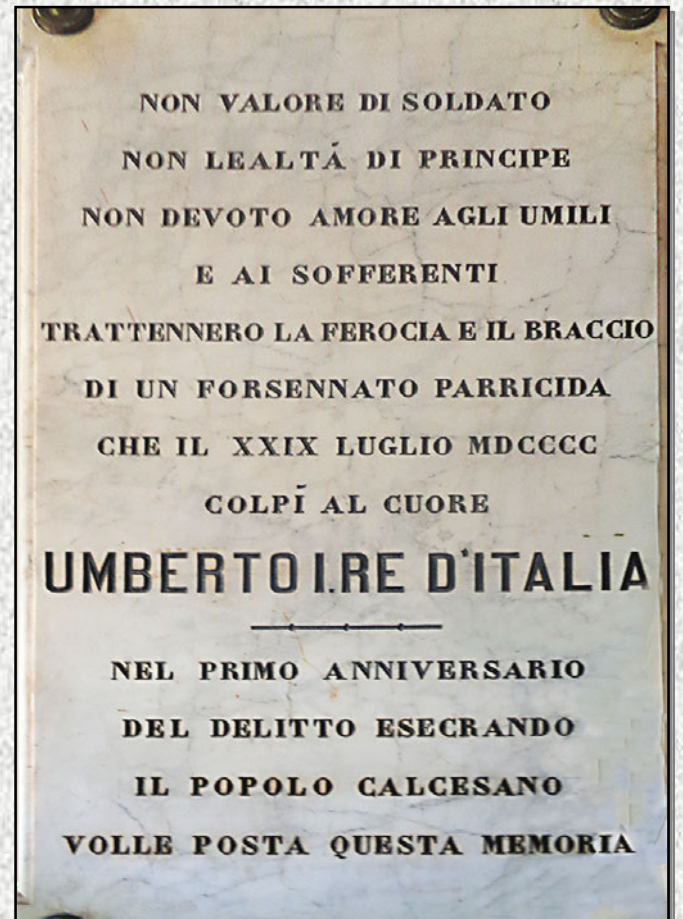 NON VALORE DI SOLDATO
NON LEALTÁ DI PRINCIPE
NON DEVOTO AMORE AGLI UMILI
E AI SOFFERENTI
TRATTENNERO LA FEROCIA E IL BRACCIO
DI UN FORSENNATO PARRICIDA
CHE IL XXIX LUGLIO MDCCCC
COLPĪ AL CUORE
UMBERTO I. RE D'ITALIA
NEL PRIMO ANNIVERSARIO
DEL DELITTO ESECRANDO
IL POPOLO CALCESANO
VOLLE POSTA QUESTA MEMORIA